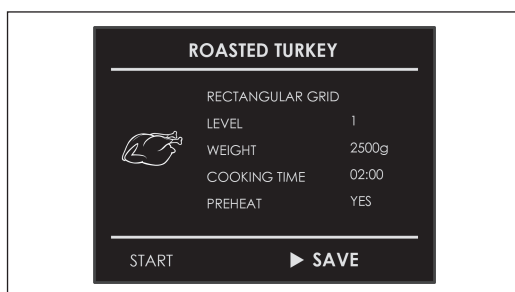 ROASTED TURKEY
RECTANGULAR GRID
LEVEL 1
WEIGHT 2500g
COOKING TIME 02:00
PREHEAT YES
START ▶ SAVE